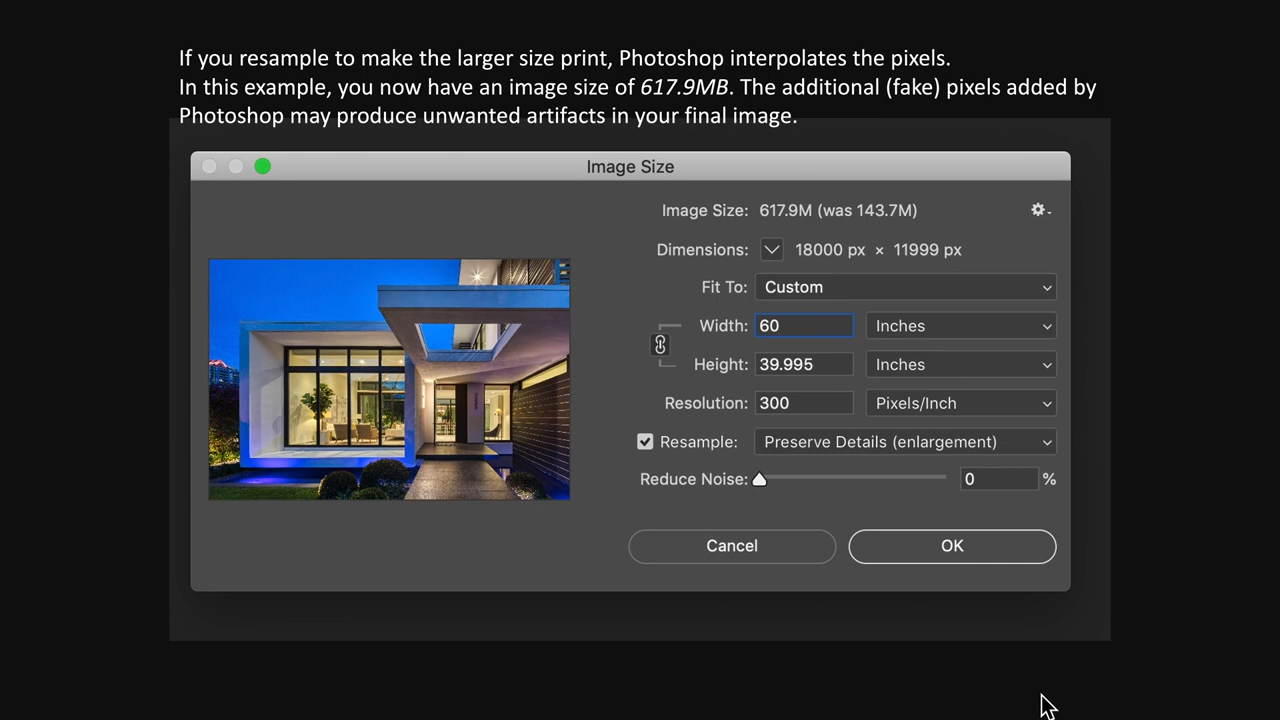 If you resample to make the larger size print, Photoshop interpolates the pixels.
In this example, you now have an image size of 617.9MB. The additional (fake) pixels added by
Photoshop may produce unwanted artifacts in your final image.
Image Size
Image Size: 617.9M (was 143.7M)
Dimensions: 18000 px × 11999 px
Fit To: Custom
Width: 60 Inches
Height: 39.995 Inches
Resolution: 300 Pixels/Inch
Resample: Preserve Details (enlargement)
Reduce Noise: 0 %
Cancel OK